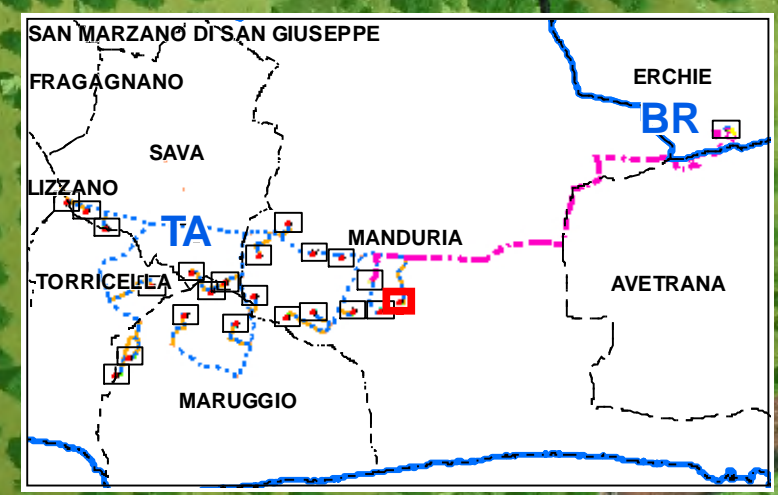 SAN MARZANO DI SAN GIUSEPPE
FRAGAGNANO
ERCHIE
BR
SAVA
LIZZANO
TA
MANDURIA
TORRICELLA
AVETRANA
MARUGGIO